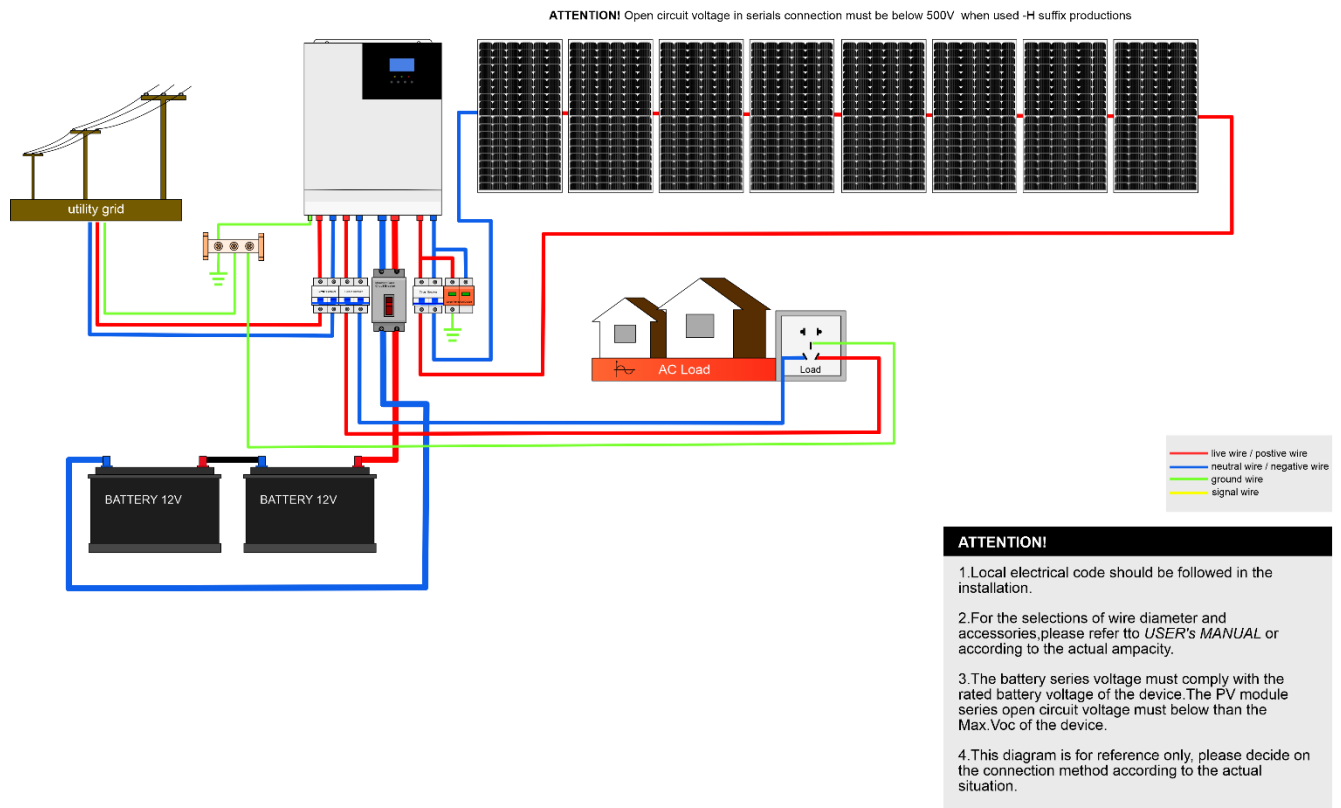 ATTENTION! Open circuit voltage in serials connection must be below 500V when used -H suffix productions
utility grid
AC Load
Load
BATTERY 12V
BATTERY 12V
live wire / postive wire
neutral wire / negative wire
ground wire
signal wire
ATTENTION!
1.Local electrical code should be followed in the
installation.
2.For the selections of wire diameter and
accessories,please refer tto USER's MANUAL or
according to the actual ampacity.
3.The battery series voltage must comply with the
rated battery voltage of the device.The PV module
series open circuit voltage must below than the
Max.Voc of the device.
4.This diagram is for reference only, please decide on
the connection method according to the actual
situation.